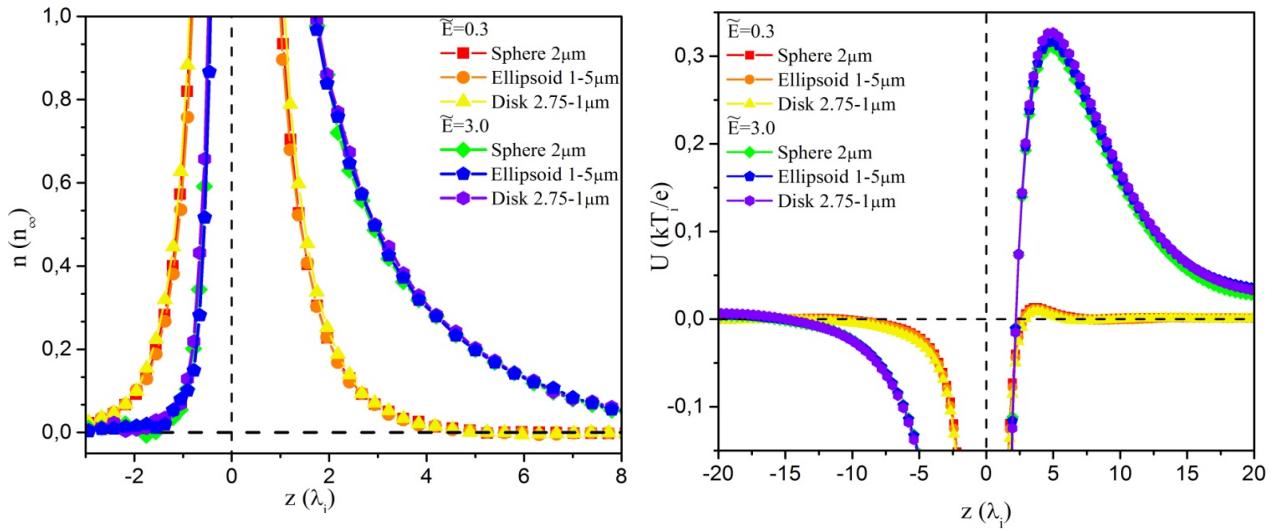 1,0
0,8
0,6
0,4
0,2
0,0
n (n∞)
-2
0
2
4
6
8
z (λi)
Ẽ=0.3
Sphere 2μm
Ellipsoid 1-5μm
Disk 2.75-1μm
Ẽ=3.0
Sphere 2μm
Ellipsoid 1-5μm
Disk 2.75-1μm
0,3
0,2
0,1
0,0
-0,1
U (kTi/e)
-20
-15
-10
-5
0
5
10
15
20
z (λi)
Ẽ=0.3
Sphere 2μm
Ellipsoid 1-5μm
Disk 2.75-1μm
Ẽ=3.0
Sphere 2μm
Ellipsoid 1-5μm
Disk 2.75-1μm